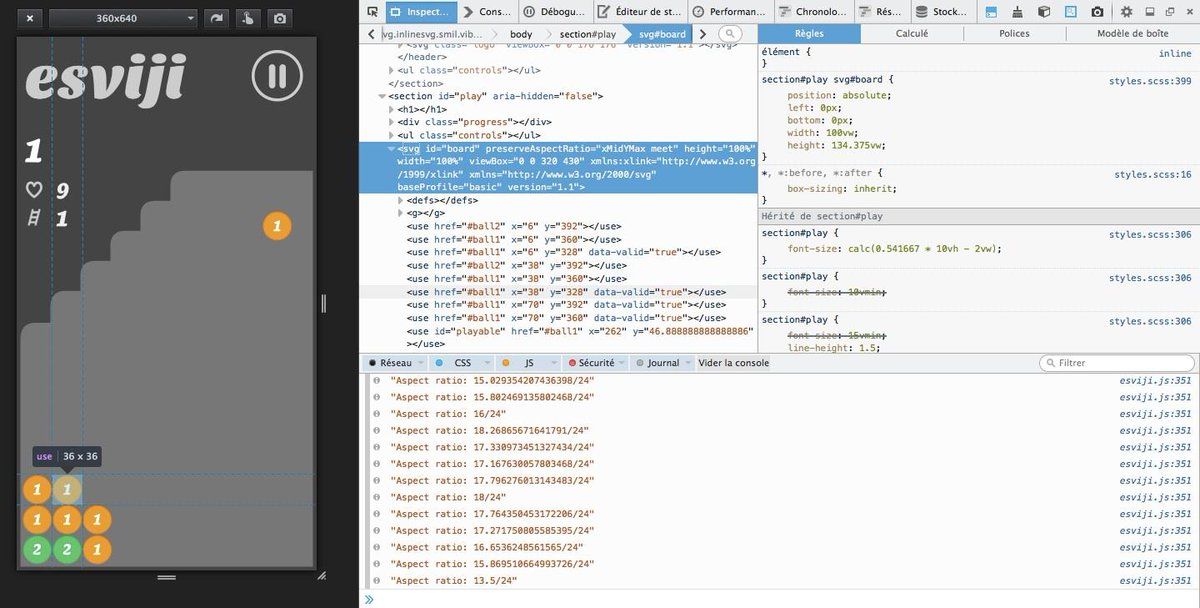 360x640
esviji
1
9
1
1
use 36 x 36
1 1
1 1 1
2 2 1
Inspect... Cons... Débogu... Éditeur de st... Performan... Chronolo... Rés... Stock...
vg.inlinesvg.smil.vib... body section#play svg#board
<svg class="logo" viewBox="0 0 170 170" version="1.1"></svg>
</header>
<ul class="controls"></ul>
</section>
<section id="play" aria-hidden="false">
<h1></h1>
<div class="progress"></div>
<ul class="controls"></ul>
<svg id="board" preserveAspectRatio="xMidYMax meet" height="100%"
width="100%" viewBox="0 0 320 430" xmlns:xlink="http://www.w3.org
/1999/xlink" xmlns="http://www.w3.org/2000/svg"
baseProfile="basic" version="1.1">
<defs></defs>
<g></g>
<use href="#ball2" x="6" y="392"></use>
<use href="#ball1" x="6" y="360"></use>
<use href="#ball1" x="6" y="328" data-valid="true"></use>
<use href="#ball2" x="38" y="392"></use>
<use href="#ball1" x="38" y="360"></use>
<use href="#ball1" x="38" y="328" data-valid="true"></use>
<use href="#ball1" x="70" y="392" data-valid="true"></use>
<use href="#ball1" x="70" y="360" data-valid="true"></use>
<use id="playable" href="#ball1" x="262" y="46.888888888888886"
></use>
Règles Calculé Polices Modèle de boîte
élément { inline
}
section#play svg#board { styles.scss:399
position: absolute;
left: 0px;
bottom: 0px;
width: 100vw;
height: 134.375vw;
}
*, *:before, *:after { styles.scss:16
box-sizing: inherit;
}
Hérité de section#play
section#play { styles.scss:306
font-size: calc(0.541667 * 10vh - 2vw);
}
section#play { styles.scss:306
font-size: 10vmin;
}
section#play { styles.scss:306
font-size: 15vmin;
line-height: 1.5;
Réseau CSS JS Sécurité Journal Vider la console Filtrer
"Aspect ratio: 15.029354207436398/24" esviji.js:351
"Aspect ratio: 15.802469135802468/24" esviji.js:351
"Aspect ratio: 16/24" esviji.js:351
"Aspect ratio: 18.26865671641791/24" esviji.js:351
"Aspect ratio: 17.330973451327434/24" esviji.js:351
"Aspect ratio: 17.167630057803468/24" esviji.js:351
"Aspect ratio: 17.796276013143483/24" esviji.js:351
"Aspect ratio: 18/24" esviji.js:351
"Aspect ratio: 17.764350453172206/24" esviji.js:351
"Aspect ratio: 17.271750805585395/24" esviji.js:351
"Aspect ratio: 16.6536248561565/24" esviji.js:351
"Aspect ratio: 15.869510664993726/24" esviji.js:351
"Aspect ratio: 13.5/24" esviji.js:351